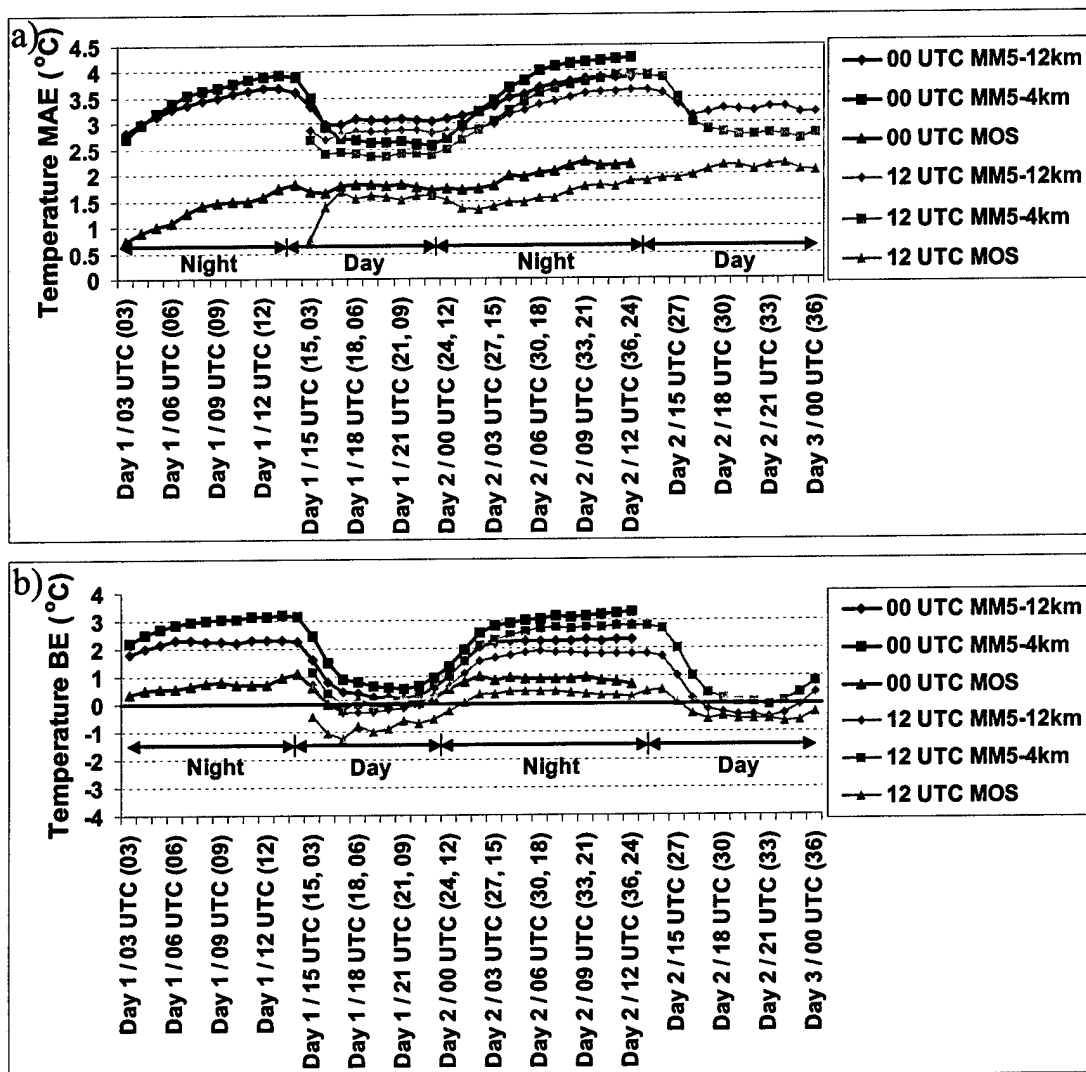 a)
Temperature MAE (°C)
4.5
4
3.5
3
2.5
2
1.5
1
0.5
0
Night
Day
Night
Day
Day 1 / 03 UTC (03)
Day 1 / 06 UTC (06)
Day 1 / 09 UTC (09)
Day 1 / 12 UTC (12)
Day 1 / 15 UTC (15, 03)
Day 1 / 18 UTC (18, 06)
Day 1 / 21 UTC (21, 09)
Day 2 / 00 UTC (24, 12)
Day 2 / 03 UTC (27, 15)
Day 2 / 06 UTC (30, 18)
Day 2 / 09 UTC (33, 21)
Day 2 / 12 UTC (36, 24)
Day 2 / 15 UTC (27)
Day 2 / 18 UTC (30)
Day 2 / 21 UTC (33)
Day 3 / 00 UTC (36)
00 UTC MM5-12km
00 UTC MM5-4km
00 UTC MOS
12 UTC MM5-12km
12 UTC MM5-4km
12 UTC MOS
b)
Temperature BE (°C)
4
3
2
1
0
-1
-2
-3
-4
Night
Day
Night
Day
Day 1 / 03 UTC (03)
Day 1 / 06 UTC (06)
Day 1 / 09 UTC (09)
Day 1 / 12 UTC (12)
Day 1 / 15 UTC (15, 03)
Day 1 / 18 UTC (18, 06)
Day 1 / 21 UTC (21, 09)
Day 2 / 00 UTC (24, 12)
Day 2 / 03 UTC (27, 15)
Day 2 / 06 UTC (30, 18)
Day 2 / 09 UTC (33, 21)
Day 2 / 12 UTC (36, 24)
Day 2 / 15 UTC (27)
Day 2 / 18 UTC (30)
Day 2 / 21 UTC (33)
Day 3 / 00 UTC (36)
00 UTC MM5-12km
00 UTC MM5-4km
00 UTC MOS
12 UTC MM5-12km
12 UTC MM5-4km
12 UTC MOS